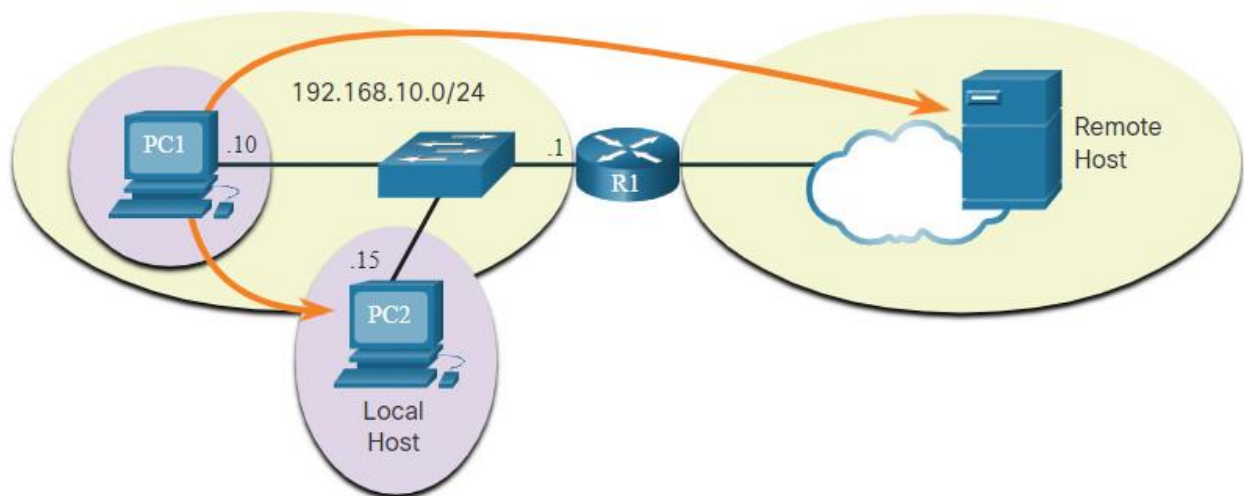 192.168.10.0/24
PC1
.10
.1
R1
Remote
Host
.15
PC2
Local
Host